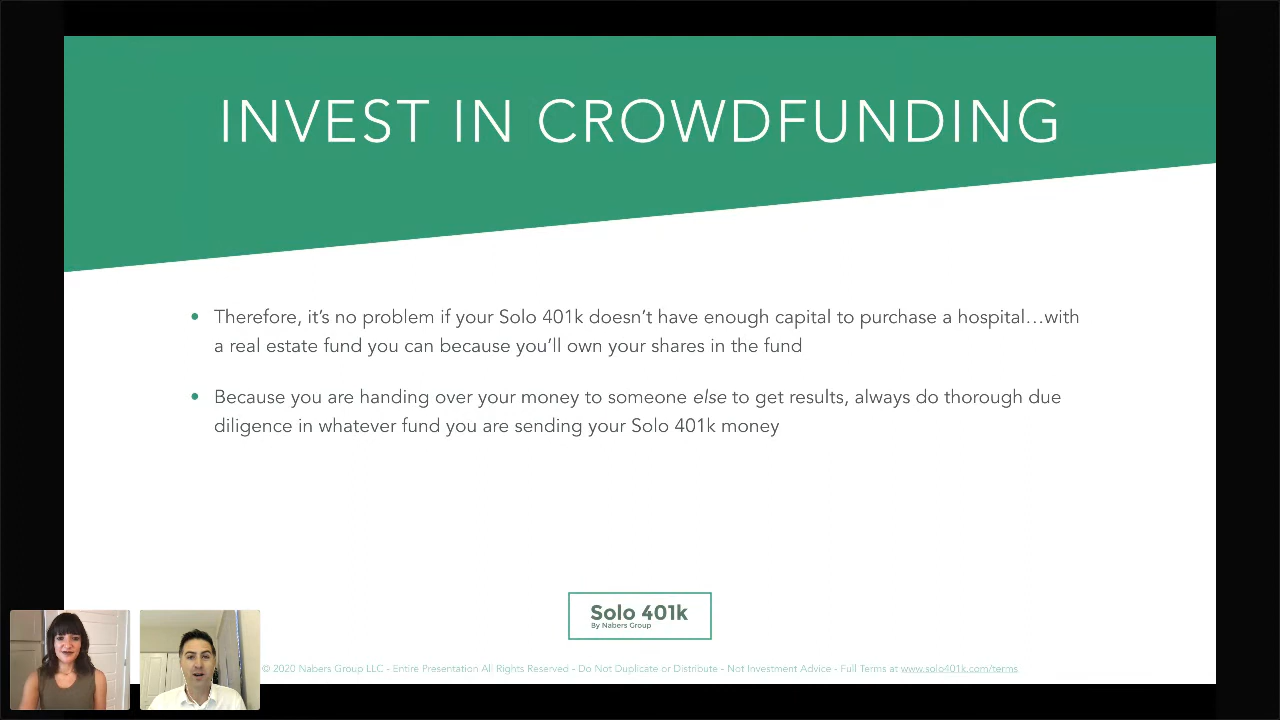 INVEST IN CROWDFUNDING
• Therefore, it’s no problem if your Solo 401k doesn’t have enough capital to purchase a hospital…with
a real estate fund you can because you’ll own your shares in the fund
• Because you are handing over your money to someone else to get results, always do thorough due
diligence in whatever fund you are sending your Solo 401k money
Solo 401k
By Nabers Group
© 2020 Nabers Group LLC - Entire Presentation All Rights Reserved - Do Not Duplicate or Distribute - Not Investment Advice - Full Terms at www.solo401k.com/terms